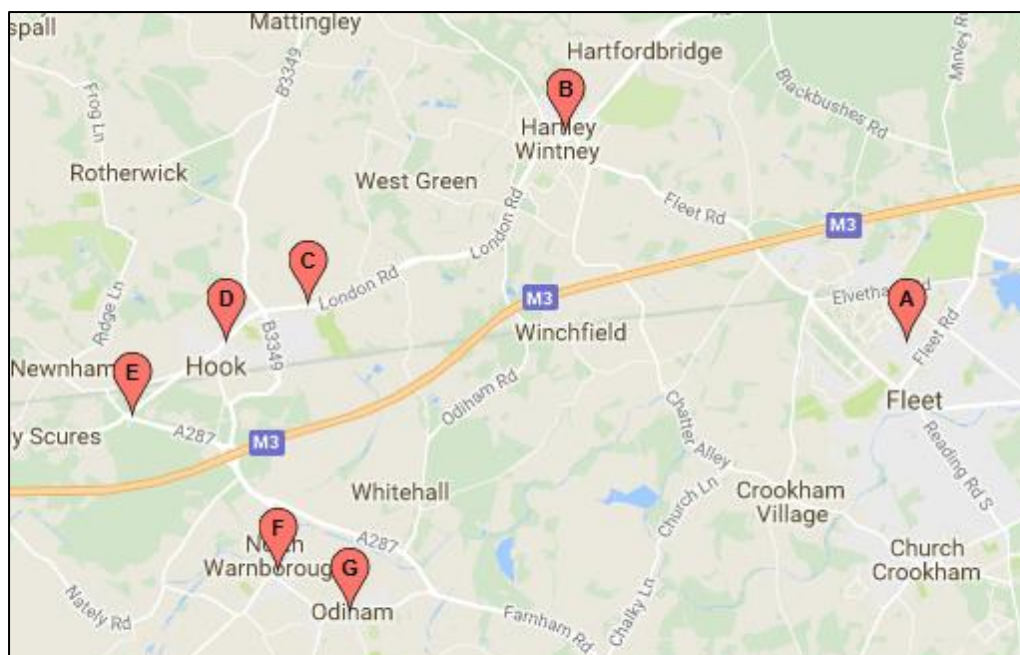 spall
Mattingley
Hartfordbridge
Minley Rd
B3349
Frog Ln
Blackbushes Rd
B
Hartley
Wintney
Rotherwick
West Green
Fleet Rd
London Rd
M3
C
London Rd
D
Ridge Ln
B3349
M3
Elvetham Rd
A
Fleet Rd
Winchfield
Newnham
Hook
E
Odiham Rd
Fleet
y Scures
A287
M3
Chatter Alley
Reading Rd S
Whitehall
Church Ln
Crookham
Village
F
North
Warnborough
A287
Church
Crookham
G
Odiham
Nately Rd
Farnham Rd
Chalky Ln